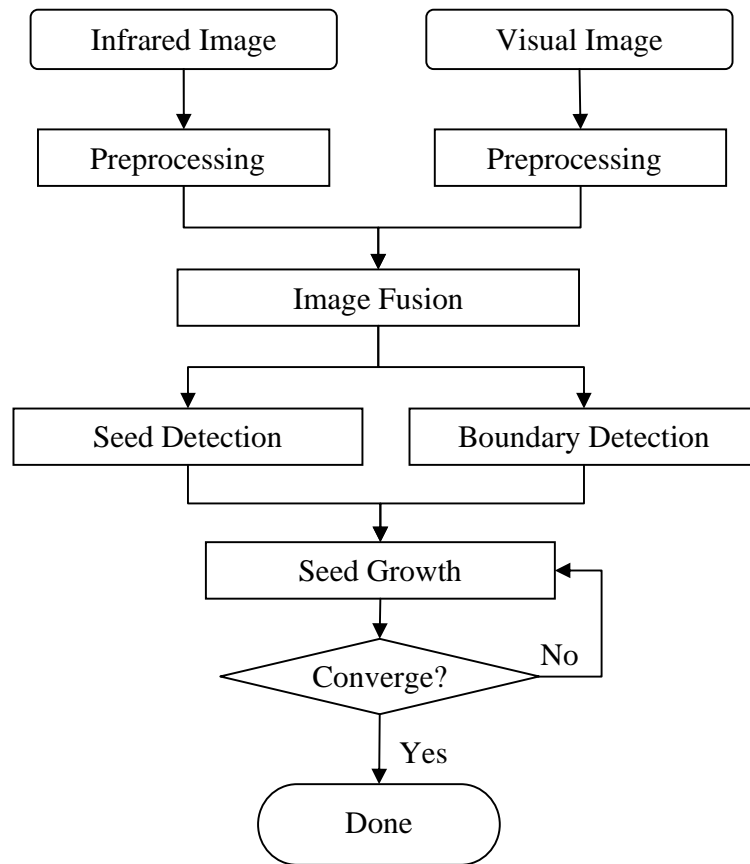 Infrared Image
Visual Image
Preprocessing
Preprocessing
Image Fusion
Seed Detection
Boundary Detection
Seed Growth
No
Converge?
Yes
Done